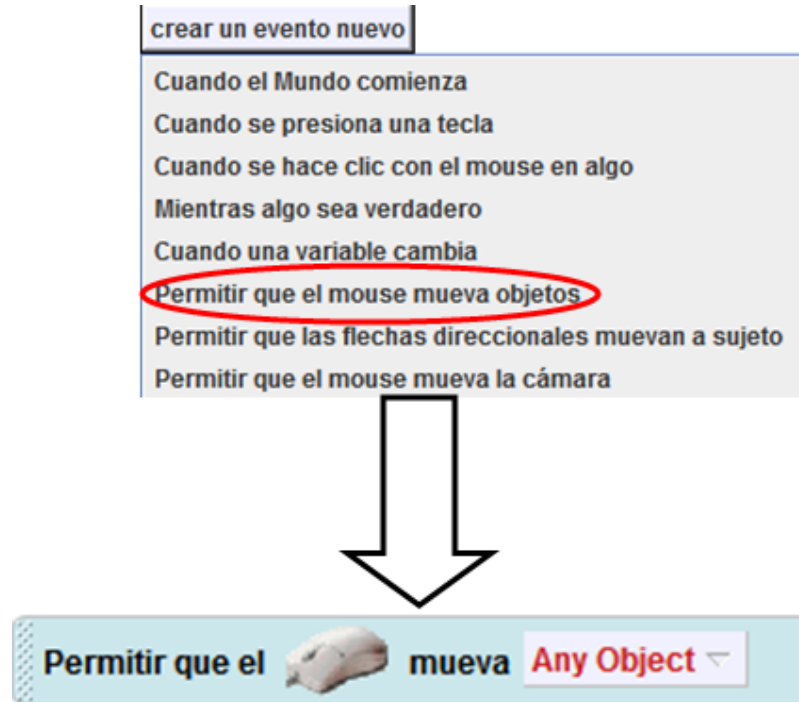 crear un evento nuevo
Cuando el Mundo comienza
Cuando se presiona una tecla
Cuando se hace clic con el mouse en algo
Mientras algo sea verdadero
Cuando una variable cambia
Permitir que el mouse mueva objetos
Permitir que las flechas direccionales muevan a sujeto
Permitir que el mouse mueva la cámara
Permitir que el mueva Any Object